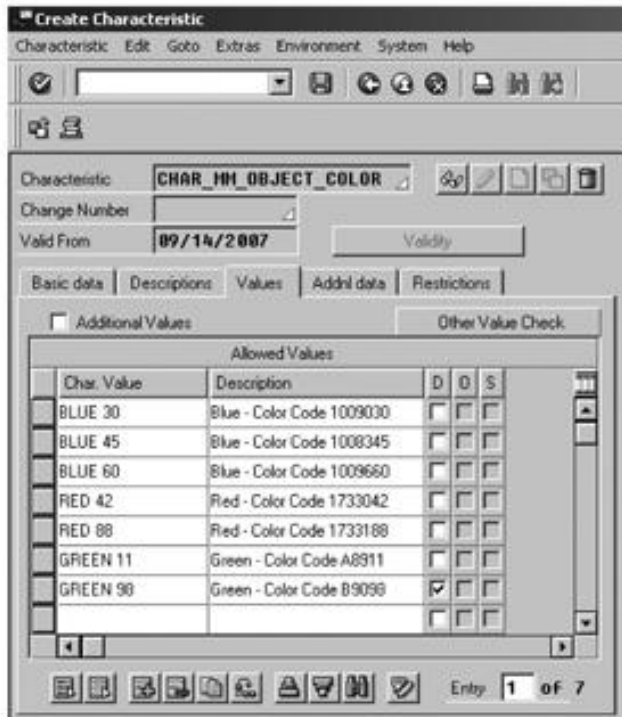 Create Characteristic
Characteristic Edit Goto Extras Environment System Help
Characteristic CHAR_MM_OBJECT_COLOR
Change Number
Valid From 09/14/2007 Validity
Basic data Descriptions Values Addnl data Restrictions
Additional Values Other Value Check
Allowed Values
Char. Value Description D O S
BLUE 30 Blue - Color Code 1009030
BLUE 45 Blue - Color Code 1008345
BLUE 60 Blue - Color Code 1009660
RED 42 Red - Color Code 1733042
RED 88 Red - Color Code 1733188
GREEN 11 Green - Color Code A8911
GREEN 98 Green - Color Code B9098
Entry 1 of 7